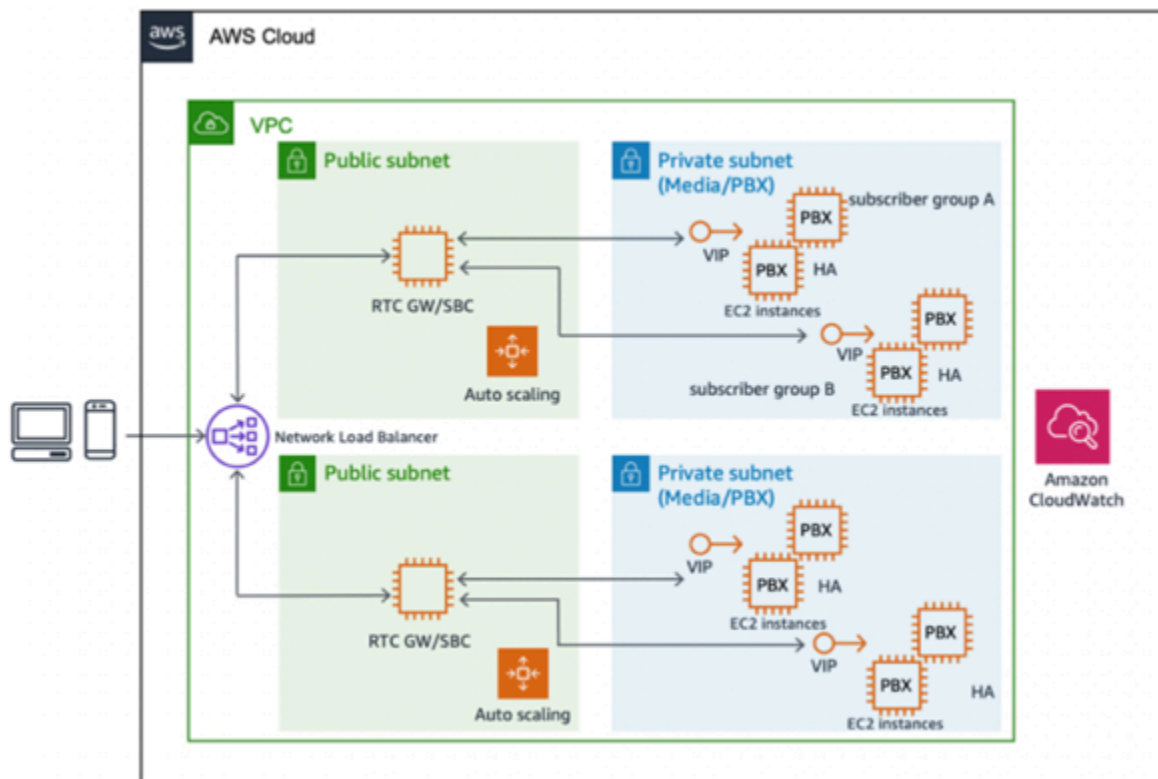 aws
AWS Cloud
VPC
Public subnet
Private subnet
(Media/PBX)
subscriber group A
PBX
VIP
PBX
HA
EC2 instances
RTC GW/SBC
PBX
VIP
PBX
HA
Auto scaling
subscriber group B
EC2 instances
Network Load Balancer
Public subnet
Private subnet
(Media/PBX)
Amazon
CloudWatch
PBX
VIP
PBX
HA
EC2 instances
RTC GW/SBC
PBX
VIP
PBX
HA
Auto scaling
EC2 instances